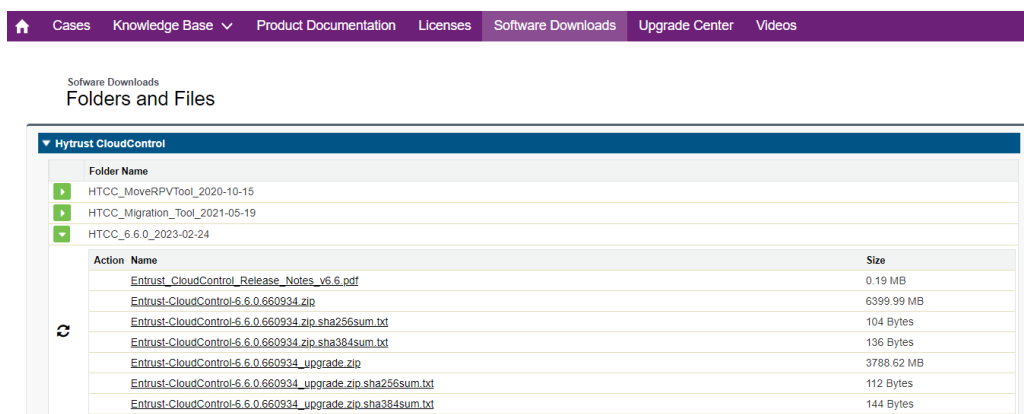 Cases Knowledge Base Product Documentation Licenses Software Downloads Upgrade Center Videos
Sofware Downloads
Folders and Files
Hytrust CloudControl
Folder Name
HTCC_MoveRPVTool_2020-10-15
HTCC_Migration_Tool_2021-05-19
HTCC_6.6.0_2023-02-24
Action Name Size
Entrust_CloudControl_Release_Notes_v6.6.pdf 0.19 MB
Entrust-CloudControl-6.6.0.660934.zip 6399.99 MB
Entrust-CloudControl-6.6.0.660934.zip.sha256sum.txt 104 Bytes
Entrust-CloudControl-6.6.0.660934.zip.sha384sum.txt 136 Bytes
Entrust-CloudControl-6.6.0.660934_upgrade.zip 3788.62 MB
Entrust-CloudControl-6.6.0.660934_upgrade.zip.sha256sum.txt 112 Bytes
Entrust-CloudControl-6.6.0.660934_upgrade.zip.sha384sum.txt 144 Bytes